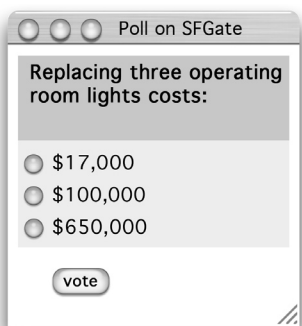 Poll on SFGate
Replacing three operating
room lights costs:
$17,000
$100,000
$650,000
vote